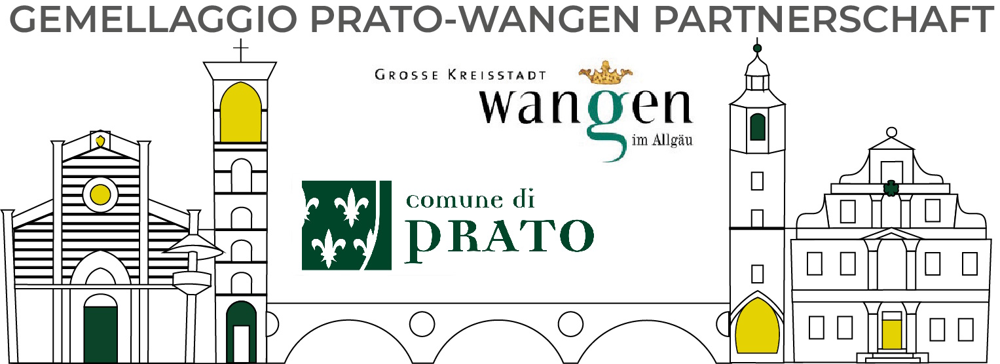 GEMELLAGGIO PRATO-WANGEN PARTNERSCHAFT
GROSSE KREISSTADT
wangen
im Allgäu
comune di
PRATO